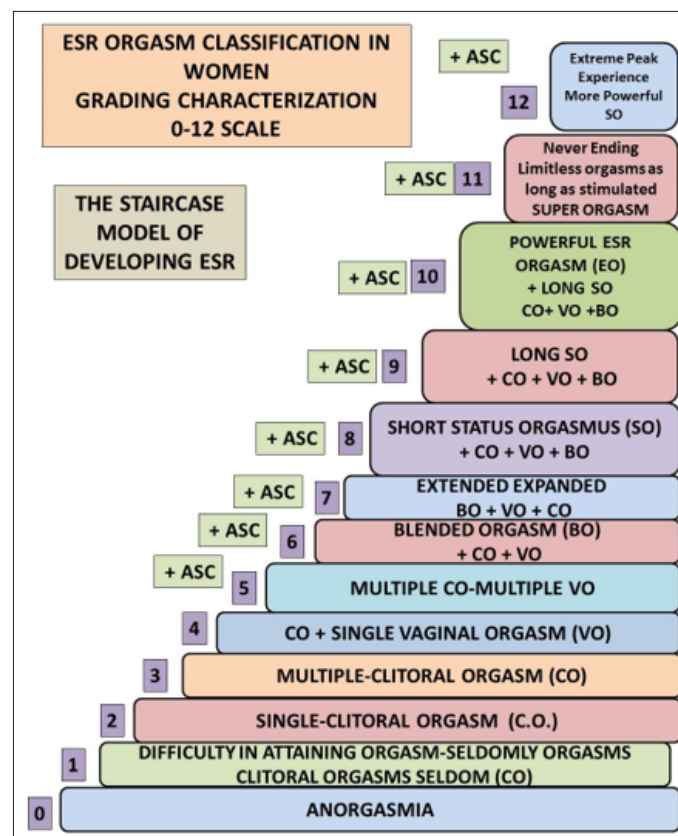 ESR ORGASM CLASSIFICATION IN
WOMEN
GRADING CHARACTERIZATION
0-12 SCALE
THE STAIRCASE
MODEL OF
DEVELOPING ESR
+ ASC
12
Extreme Peak
Experience
More Powerful
SO
+ ASC
11
Never Ending
Limitless orgasms as
long as stimulated
SUPER ORGASM
+ ASC
10
POWERFUL ESR
ORGASM (EO)
+ LONG SO
CO+ VO +BO
+ ASC
9
LONG SO
+ CO + VO + BO
+ ASC
8
SHORT STATUS ORGASMUS (SO)
+ CO + VO + BO
+ ASC
7
EXTENDED EXPANDED
BO + VO + CO
+ ASC
6
BLENDED ORGASM (BO)
+ CO + VO
+ ASC
5
MULTIPLE CO-MULTIPLE VO
4
CO + SINGLE VAGINAL ORGASM (VO)
3
MULTIPLE-CLITORAL ORGASM (CO)
2
SINGLE-CLITORAL ORGASM (C.O.)
1
DIFFICULTY IN ATTAINING ORGASM-SELDOMLY ORGASMS
CLITORAL ORGASMS SELDOM (CO)
0
ANORGASMIA